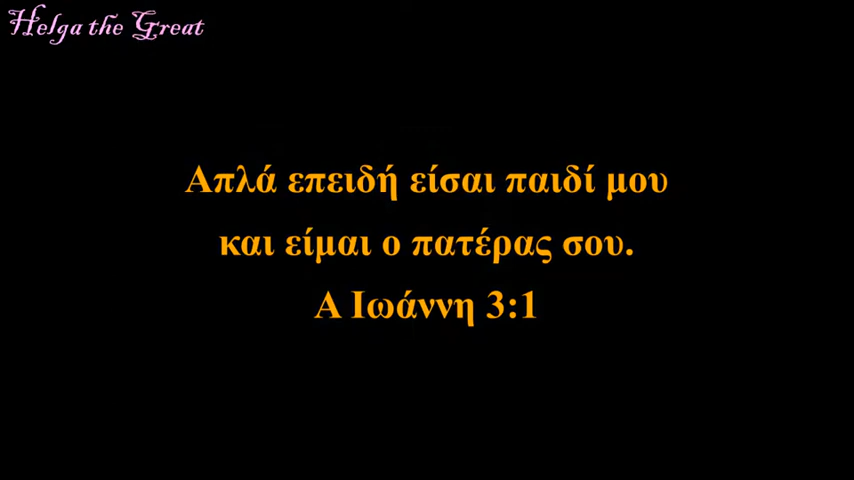 Helga the Great
Απλά επειδή είσαι παιδί μου
και είμαι ο πατέρας σου.
Α Ιωάννη 3:1